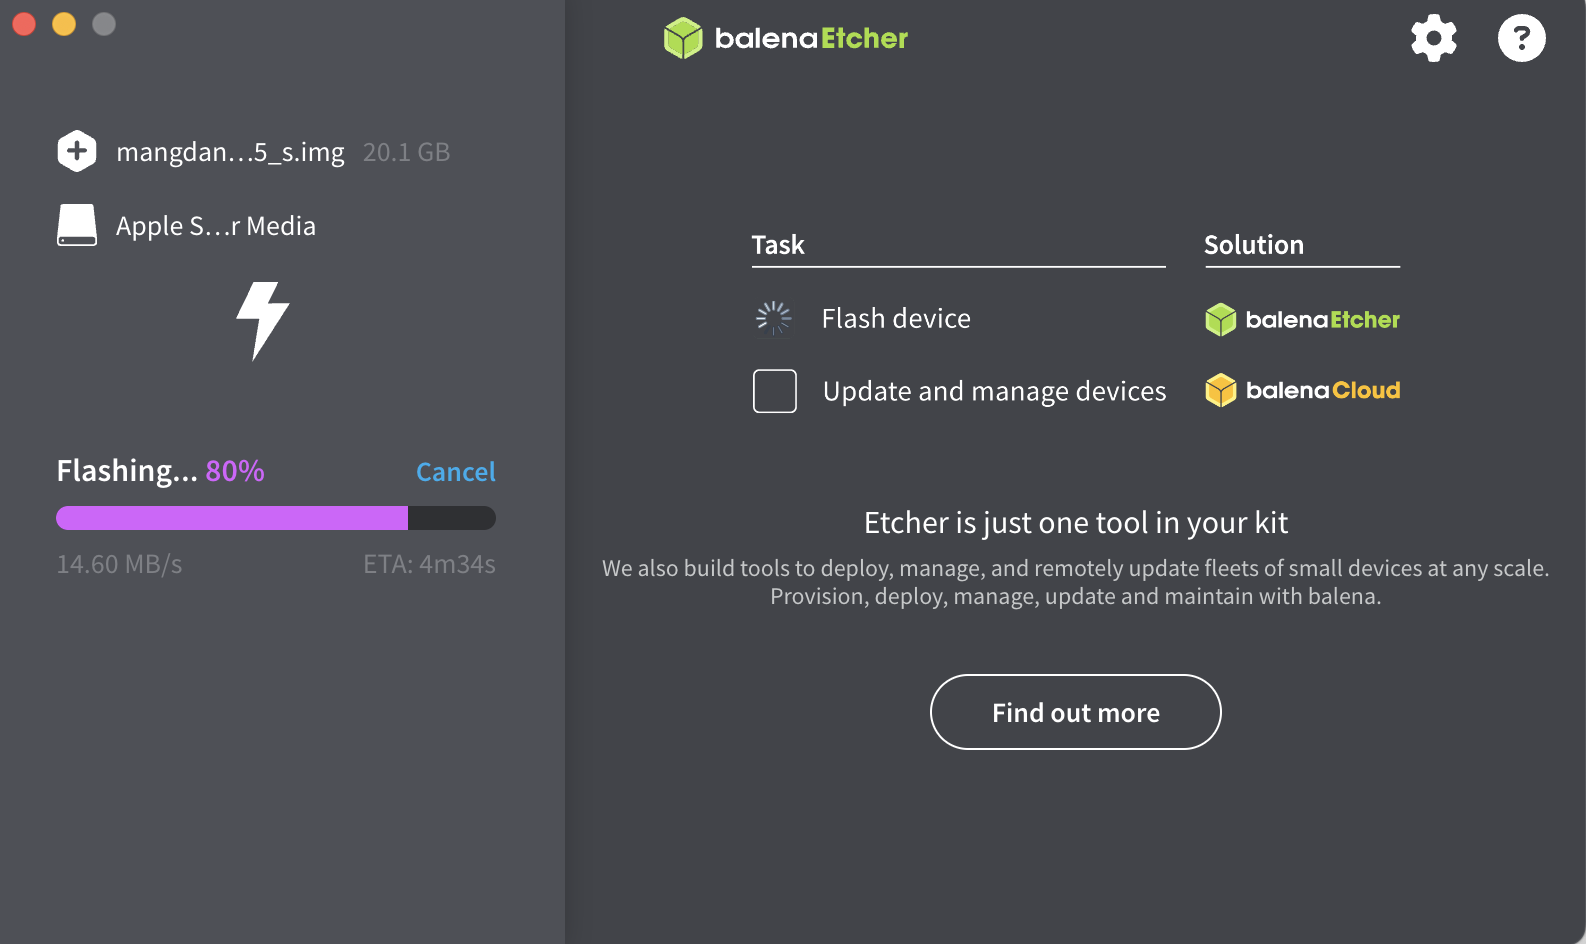 balenaEtcher
?
mangdan...5_s.img 20.1 GB
Apple S...r Media
Task Solution
Flash device balenaEtcher
Update and manage devices balenaCloud
Flashing... 80% Cancel
14.60 MB/s ETA: 4m34s
Etcher is just one tool in your kit
We also build tools to deploy, manage, and remotely update fleets of small devices at any scale.
Provision, deploy, manage, update and maintain with balena.
Find out more